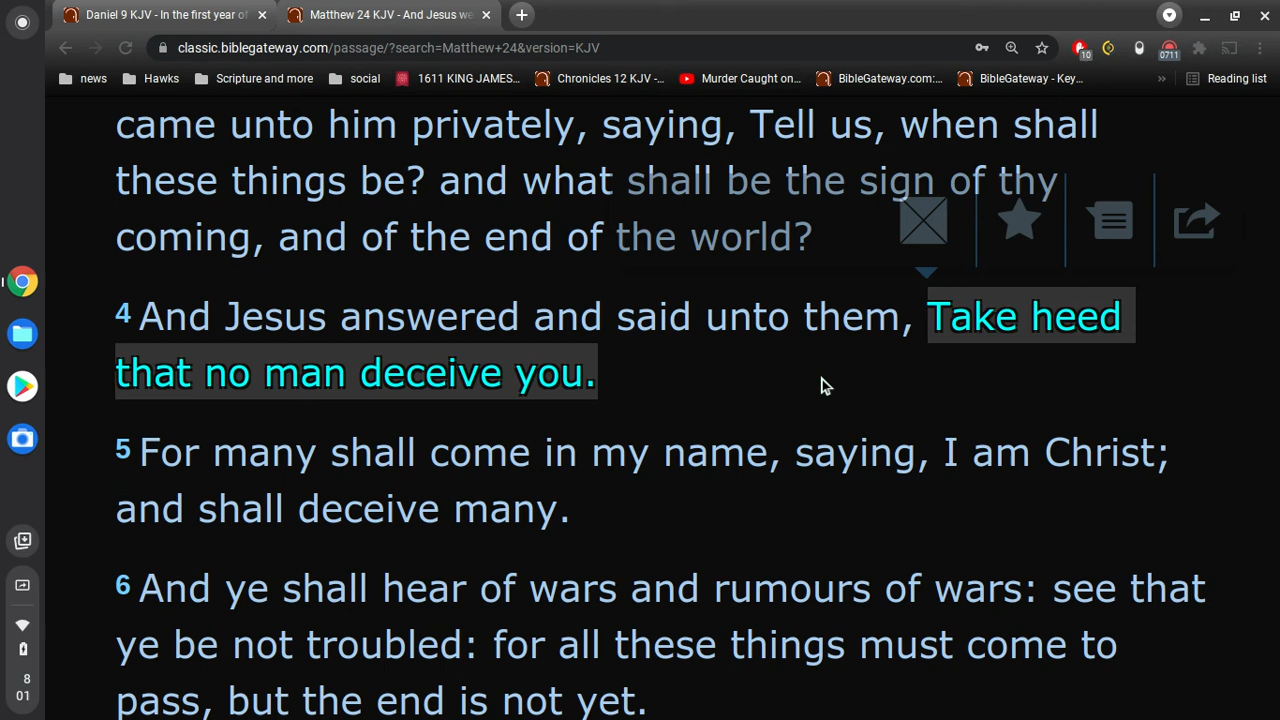 Daniel 9 KJV - In the first year of
Matthew 24 KJV - And Jesus we
classic.biblegateway.com/passage/?search=Matthew+24&version=KJV
10
0711
news
Hawks
Scripture and more
social
1611 KING JAMES...
Chronicles 12 KJV -...
Murder Caught on...
BibleGateway.com:...
BibleGateway - Key...
»
Reading list
came unto him privately, saying, Tell us, when shall
these things be? and what shall be the sign of thy
coming, and of the end of the world?
4 And Jesus answered and said unto them, Take heed
that no man deceive you.
5 For many shall come in my name, saying, I am Christ;
and shall deceive many.
6 And ye shall hear of wars and rumours of wars: see that
ye be not troubled: for all these things must come to
pass, but the end is not yet.
8
01